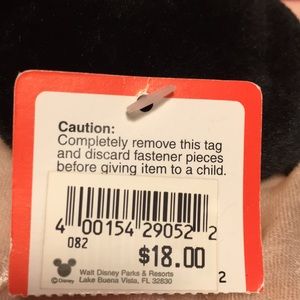 Caution:
Completely remove this tag
and discard fastener pieces
before giving item to a child.
4 00154 29052 2
082
$18.00
©Disney
Walt Disney Parks & Resorts
Lake Buena Vista, FL 32830
2